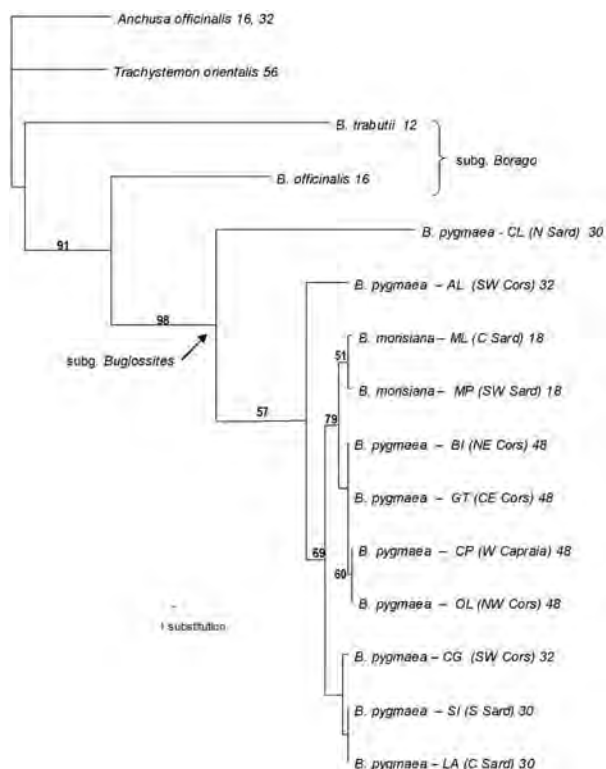 Anchusa officinalis 16, 32
Trachystemon orientalis 56
B. trabutii 12
subg. Borago
B. officinalis 16
B. pygmaea - CL (N Sard) 30
91
B. pygmaea – AL (SW Cors) 32
98
subg. Buglossites
B. morisiana – ML (C Sard) 18
51
B. morisiana – MP (SW Sard) 18
57
79
B. pygmaea – BI (NE Cors) 48
B. pygmaea – GT (CE Cors) 48
B. pygmaea – CP (W Capraia) 48
69
60
B. pygmaea – OL (NW Cors) 48
1 substitution
B. pygmaea – CG (SW Cors) 32
B. pygmaea – SI (S Sard) 30
B. pygmaea – LA (C Sard) 30